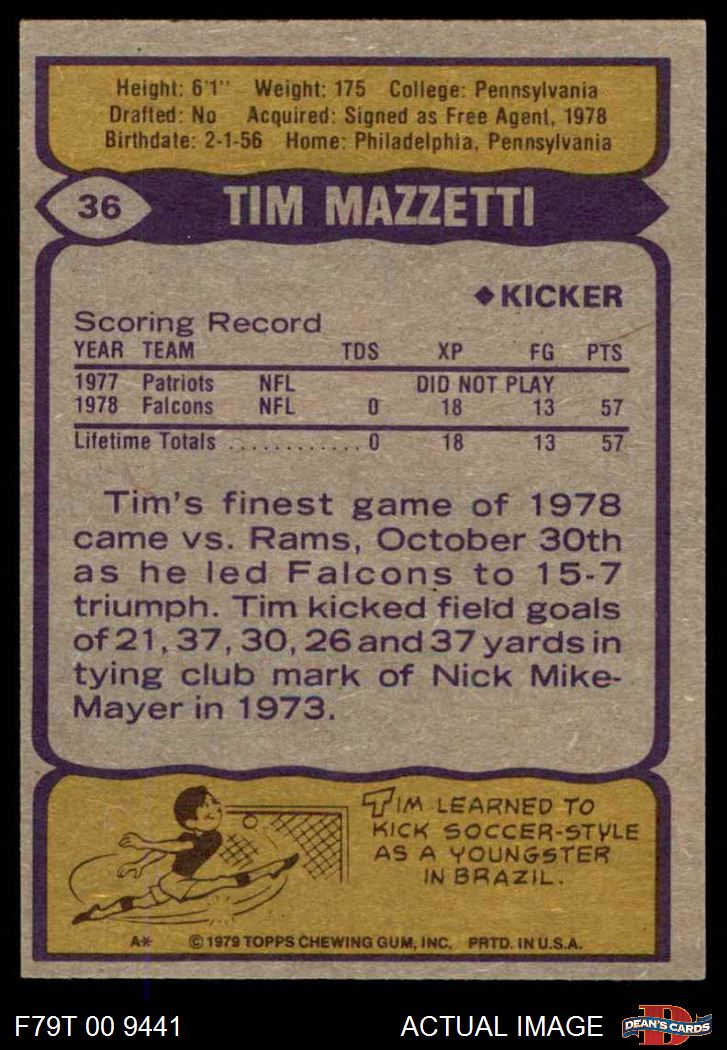 Height: 6'1" Weight: 175 College: Pennsylvania
Drafted: No Acquired: Signed as Free Agent, 1978
Birthdate: 2-1-56 Home: Philadelphia, Pennsylvania
36 TIM MAZZETTI
◆KICKER
Scoring Record
YEAR TEAM TDS XP FG PTS
1977 Patriots NFL DID NOT PLAY
1978 Falcons NFL 0 18 13 57
Lifetime Totals ............ 0 18 13 57
Tim's finest game of 1978
came vs. Rams, October 30th
as he led Falcons to 15-7
triumph. Tim kicked field goals
of 21, 37, 30, 26 and 37 yards in
tying club mark of Nick Mike-
Mayer in 1973.
TIM LEARNED TO
KICK SOCCER-STYLE
AS A YOUNGSTER
IN BRAZIL.
A* © 1979 TOPPS CHEWING GUM, INC. PRTD. IN U.S.A.
F79T 00 9441 ACTUAL IMAGE D DEAN'S CARDS